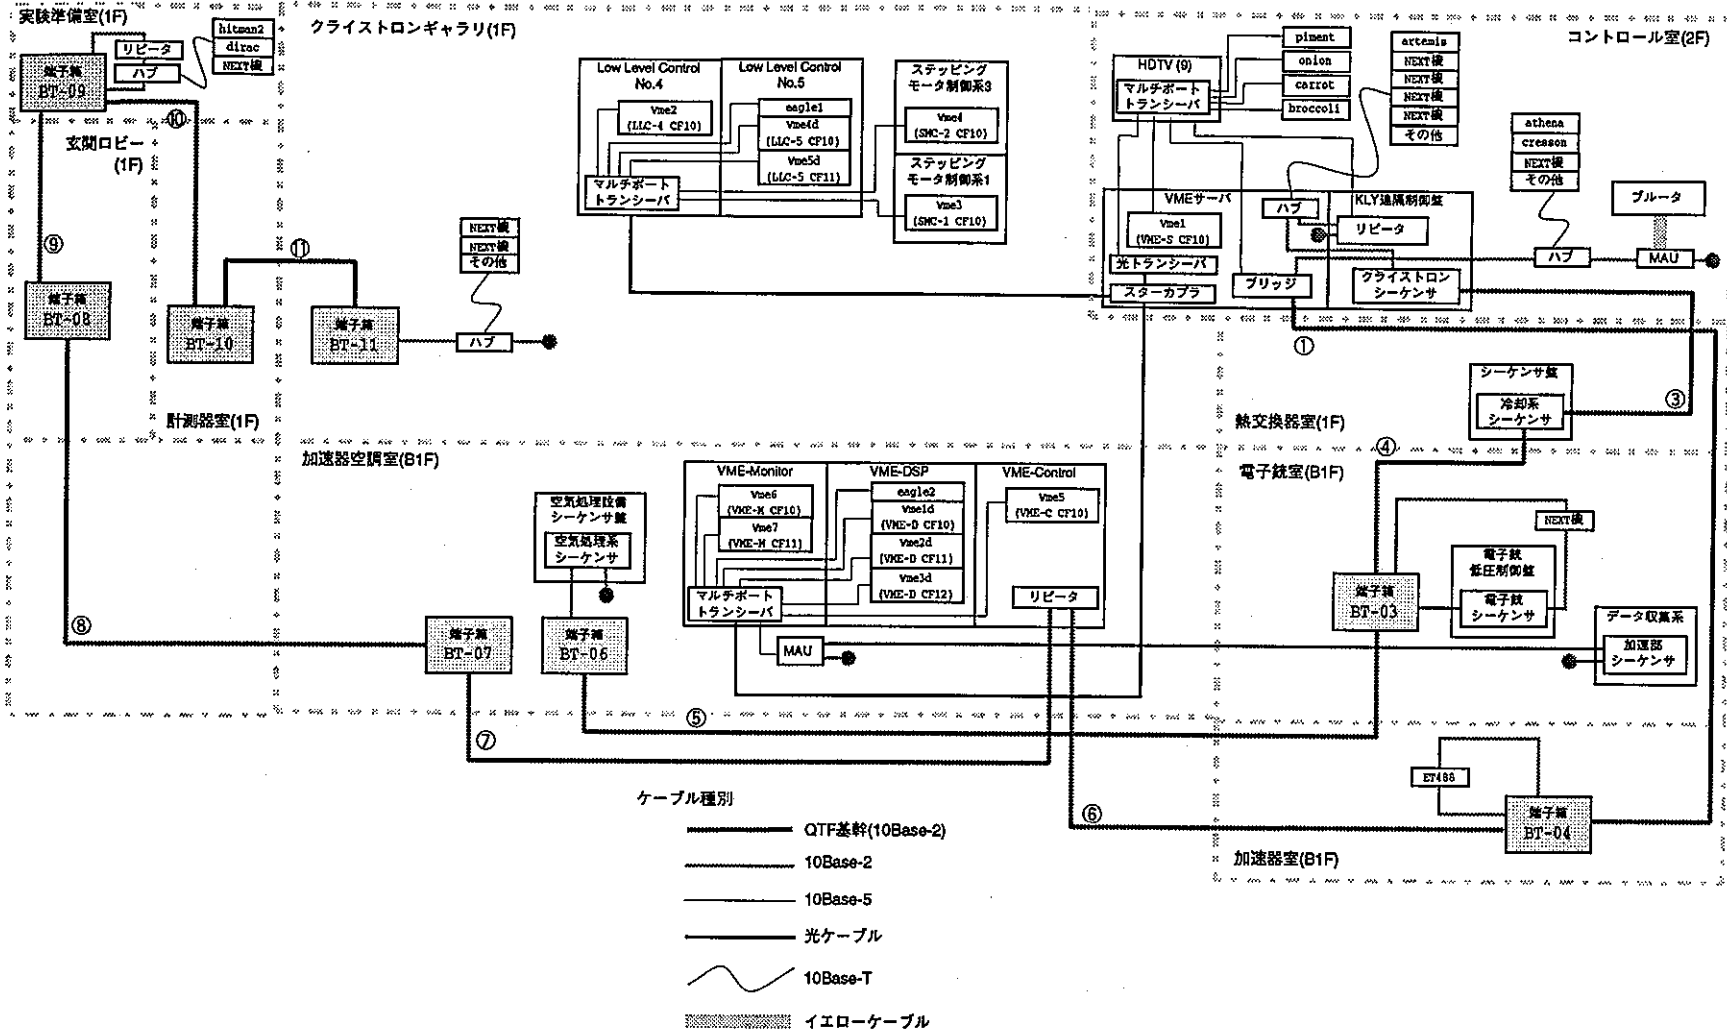 実験準備室(1F)
hitman2
dirac
NEXT機
リピータ
ハブ
端子箱
BT-09
⑩
玄関ロビー
(1F)
⑨
端子箱
BT-08
端子箱
BT-10
計測器室(1F)
⑧
クライストロンギャラリ(1F)
⑪
端子箱
BT-11
NEXT機
NEXT機
その他
ハブ
Low Level Control
No.4
Vme2
(LLC-4 CF10)
マルチポート
トランシーバ
Low Level Control
No.5
eagle1
Vme4d
(LLC-5 CF10)
Vme5d
(LLC-5 CF11)
ステッピング
モータ制御系3
Vme4
(SMC-2 CF10)
ステッピング
モータ制御系1
Vme3
(SMC-1 CF10)
コントロール室(2F)
HDTV (9)
マルチポート
トランシーバ
piment
onion
carrot
broccoli
artemis
NEXT機
NEXT機
NEXT機
NEXT機
その他
athena
cresson
NEXT機
その他
ブルータ
ハブ
MAU
VMEサーバ
Vme1
(VME-S CF10)
光トランシーバ
スターカプラ
ハブ
ブリッジ
KLY遠隔制御盤
リピータ
クライストロン
シーケンサ
①
③
シーケンサ盤
冷却系
シーケンサ
熱交換器室(1F)
④
加速器空調室(B1F)
空気処理設備
シーケンサ盤
空気処理系
シーケンサ
端子箱
BT-07
端子箱
BT-06
VME-Monitor
Vme6
(VME-M CF10)
Vme7
(VME-M CF11)
マルチポート
トランシーバ
VME-DSP
eagle2
Vme1d
(VME-D CF10)
Vme2d
(VME-D CF11)
Vme3d
(VME-D CF12)
VME-Control
Vme5
(VME-C CF10)
リピータ
MAU
⑤
⑦
⑥
電子銃室(B1F)
NEXT機
端子箱
BT-03
電子銃
低圧制御盤
電子銃
シーケンサ
データ収集系
加速部
シーケンサ
ET488
端子箱
BT-04
加速器室(B1F)
ケーブル種別
QTF基幹(10Base-2)
10Base-2
10Base-5
光ケーブル
10Base-T
イエローケーブル